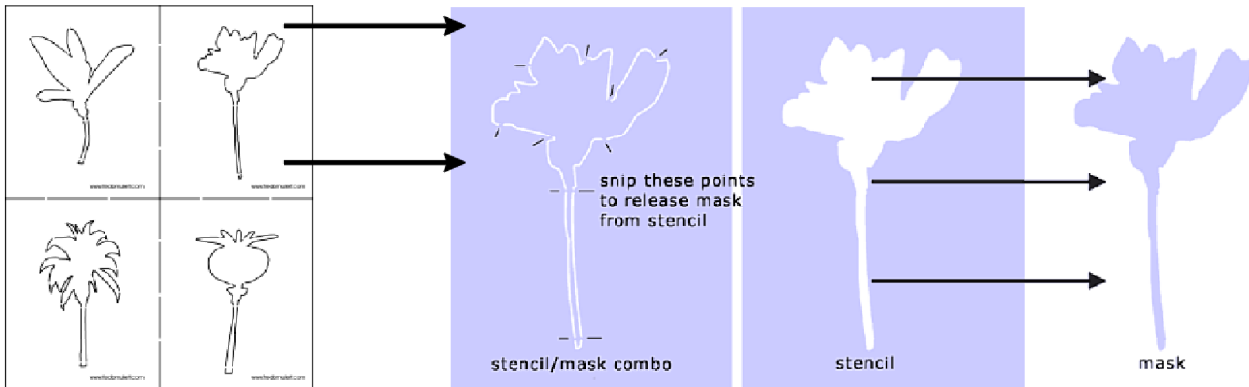 snip these points
to release mask
from stencil
stencil/mask combo
stencil
mask